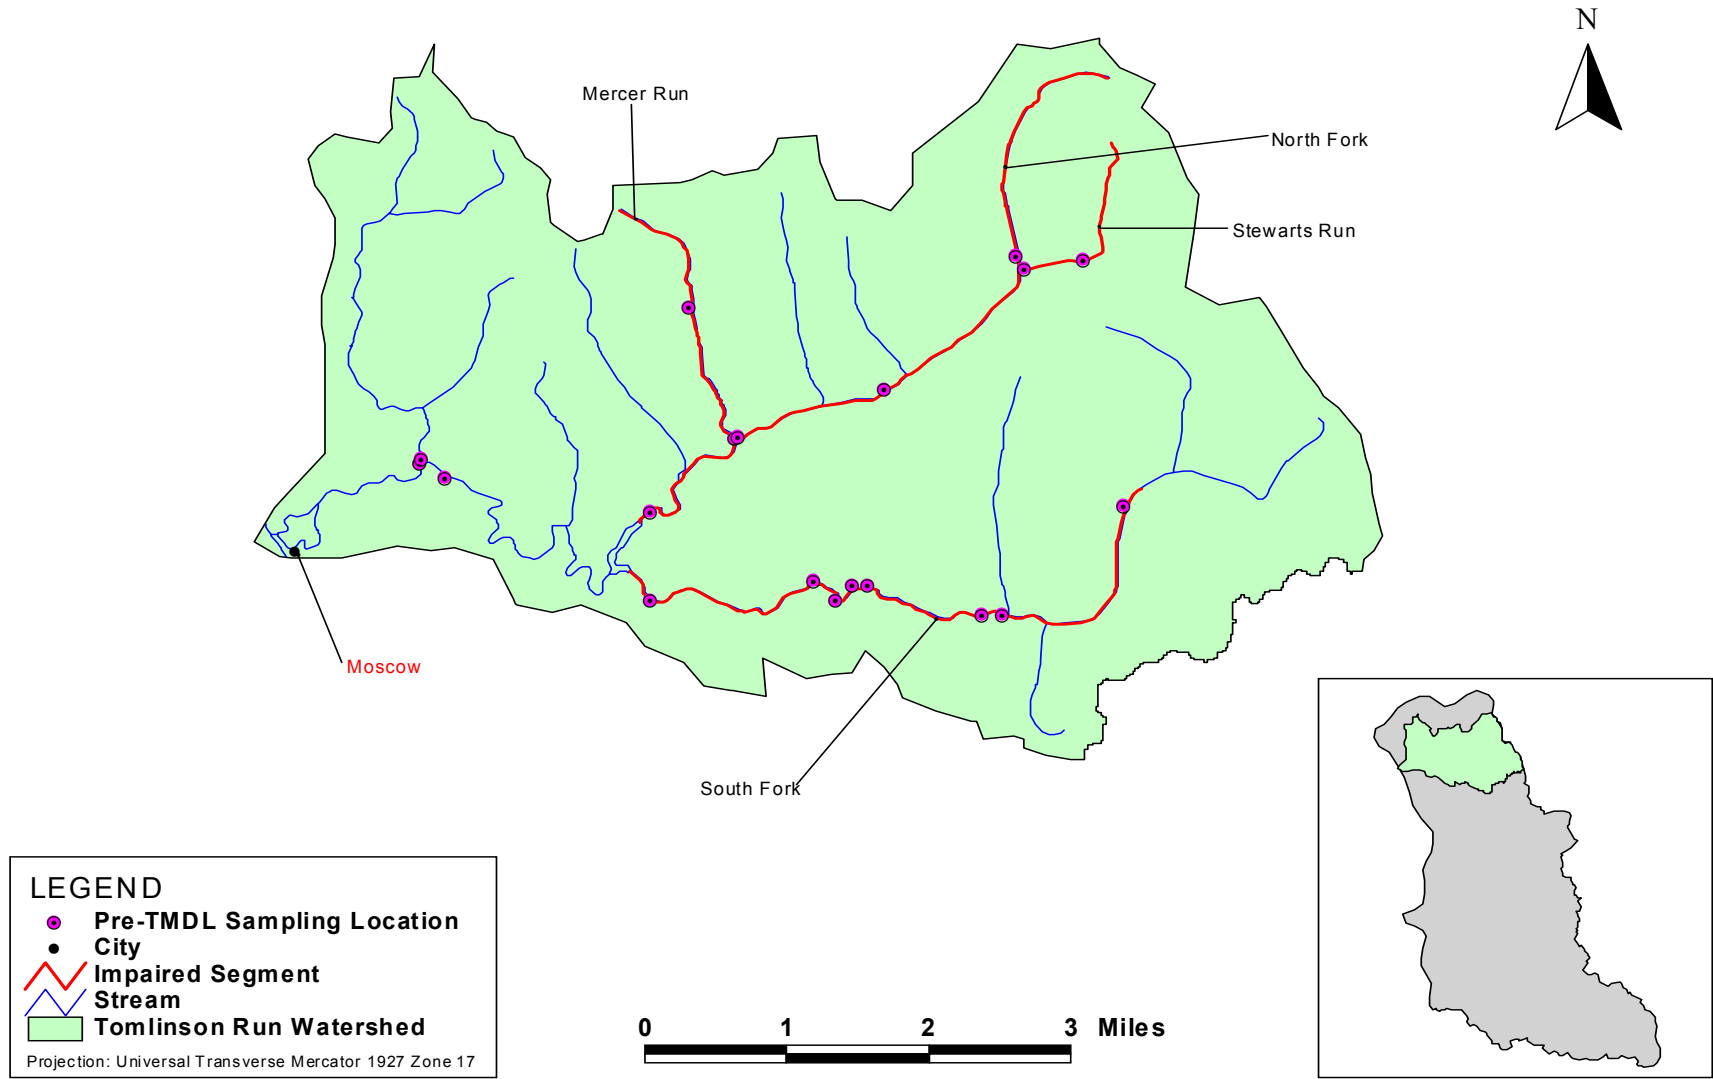 N
Mercer Run
North Fork
Stewarts Run
Moscow
South Fork
LEGEND
Pre-TMDL Sampling Location
City
Impaired Segment
Stream
Tomlinson Run Watershed
Projection: Universal Transverse Mercator 1927 Zone 17
0 1 2 3 Miles